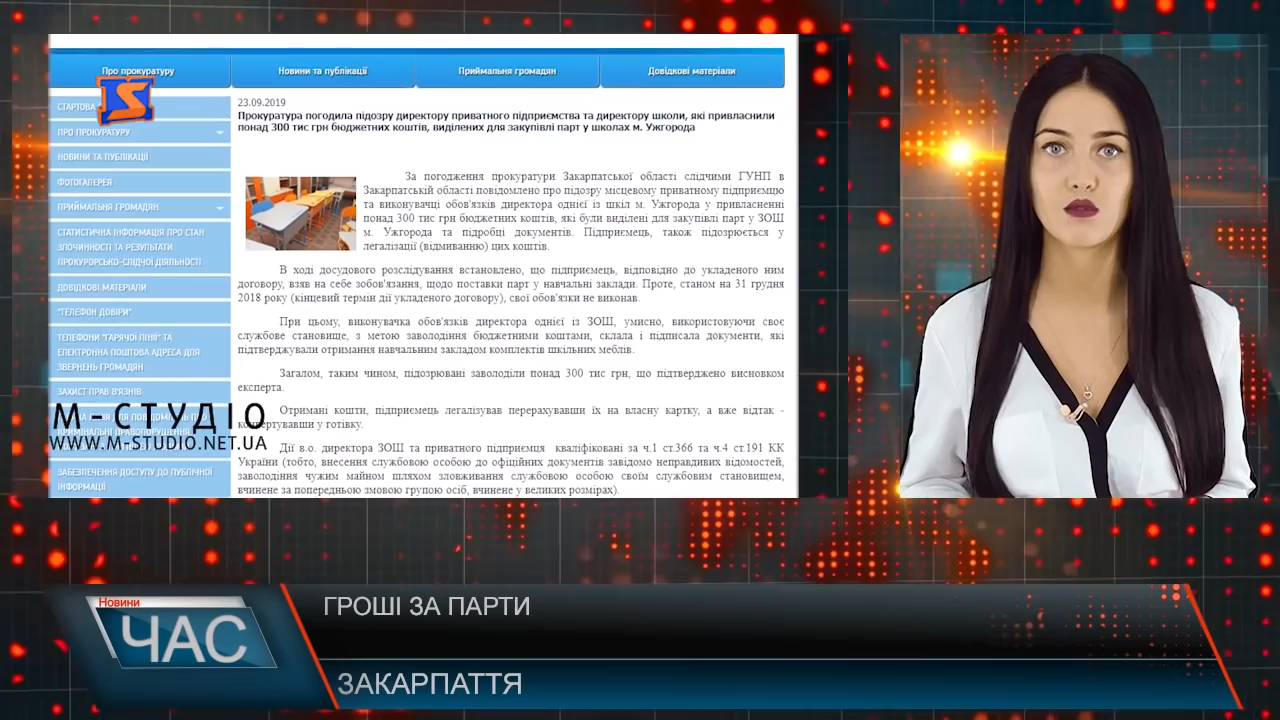 Про прокуратуру
Новини та публікації
Приймальня громадян
Довідкові матеріали
СТАРТОВА
ПРО ПРОКУРАТУРУ
НОВИНИ ТА ПУБЛІКАЦІЇ
ФОТОГАЛЕРЕЯ
ПРИЙМАЛЬНЯ ГРОМАДЯН
СТАТИСТИЧНА ІНФОРМАЦІЯ ПРО СТАН
ЗЛОЧИННОСТІ ТА РЕЗУЛЬТАТИ
ПРОКУРОРСЬКО-СЛІДЧОЇ ДІЯЛЬНОСТІ
ДОВІДКОВІ МАТЕРІАЛИ
"ТЕЛЕФОН ДОВІРИ"
ТЕЛЕФОНИ "ГАРЯЧОЇ ЛІНІЇ" ТА
ЕЛЕКТРОННА ПОШТОВА АДРЕСА ДЛЯ
ЗВЕРНЕНЬ ГРОМАДЯН
ЗАХИСТ ПРАВ В'ЯЗНІВ
М-СТУДІО
WWW.M-STUDIO.NET.UA
ЗАБЕЗПЕЧЕННЯ ДОСТУПУ ДО ПУБЛІЧНОЇ
ІНФОРМАЦІЇ
23.09.2019
Прокуратура погодила підозру директору приватного підприємства та директору школи, які привласнили
понад 300 тис грн бюджетних коштів, виділених для закупівлі парт у школах м. Ужгорода
За погодження прокуратури Закарпатської області слідчими ГУНП в
Закарпатській області повідомлено про підозру місцевому приватному підприємцю
та виконувачці обов'язків директора однієї із шкіл м. Ужгорода у привласненні
понад 300 тис грн бюджетних коштів, які були виділені для закупівлі парт у ЗОШ
м. Ужгорода та підробці документів. Підприємець, також підозрюється у
легалізації (відмиванню) цих коштів.
В ході досудового розслідування встановлено, що підприємець, відповідно до укладеного ним
договору, взяв на себе зобов'язання, щодо поставки парт у навчальні заклади. Проте, станом на 31 грудня
2018 року (кінцевий термін дії укладеного договору), свої обов'язки не виконав.
При цьому, виконувачка обов'язків директора однієї із ЗОШ, умисно, використовуючи своє
службове становище, з метою заволодіння бюджетними коштами, склала і підписала документи, які
підтверджували отримання навчальним закладом комплектів шкільних меблів.
Загалом, таким чином, підозрювані заволоділи понад 300 тис грн, що підтверджено висновком
експерта.
Отримані кошти, підприємець легалізував перерахувавши їх на власну картку, а вже відтак -
конвертувавши у готівку.
Дії в.о. директора ЗОШ та приватного підприємця кваліфіковані за ч.1 ст.366 та ч.4 ст.191 КК
України (тобто, внесення службовою особою до офіційних документів завідомо неправдивих відомостей,
заволодіння чужим майном шляхом зловживання службовою особою своїм службовим становищем,
вчинене за попередньою змовою групою осіб, вчинене у великих розмірах).
Новини
ЧАС
ГРОШІ ЗА ПАРТИ
ЗАКАРПАТТЯ